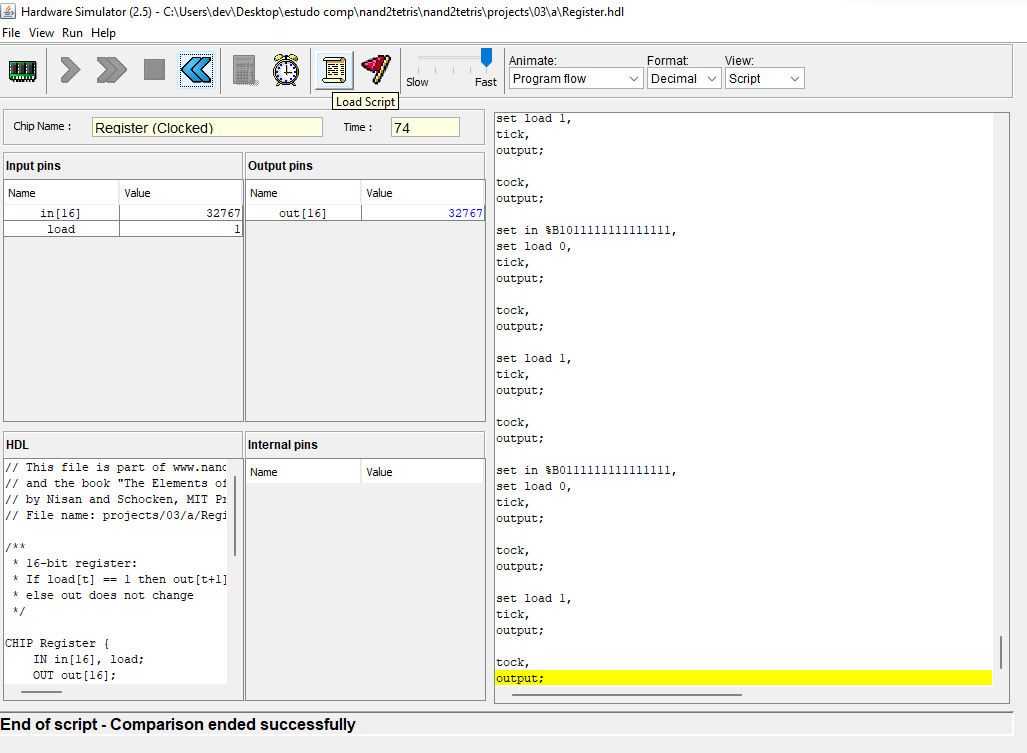 Hardware Simulator (2.5) - C:\Users\dev\Desktop\estudo comp\nand2tetris\nand2tetris\projects\03\a\Register.hdl
File View Run Help
Slow Fast
Animate:
Program flow
Format:
Decimal
View:
Script
Load Script
Chip Name :
Register (Clocked)
Time :
74
Input pins
Name Value
in[16] 32767
load 1
Output pins
Name Value
out[16] 32767
HDL
// This file is part of www.nand
// and the book "The Elements of
// by Nisan and Schocken, MIT Pr
// File name: projects/03/a/Regi
/**
* 16-bit register:
* If load[t] == 1 then out[t+1]
* else out does not change
*/
CHIP Register {
IN in[16], load;
OUT out[16];
Internal pins
Name Value
set load 1,
tick,
output;
tock,
output;
set in %B1011111111111111,
set load 0,
tick,
output;
tock,
output;
set load 1,
tick,
output;
tock,
output;
set in %B0111111111111111,
set load 0,
tick,
output;
tock,
output;
set load 1,
tick,
output;
tock,
output;
End of script - Comparison ended successfully